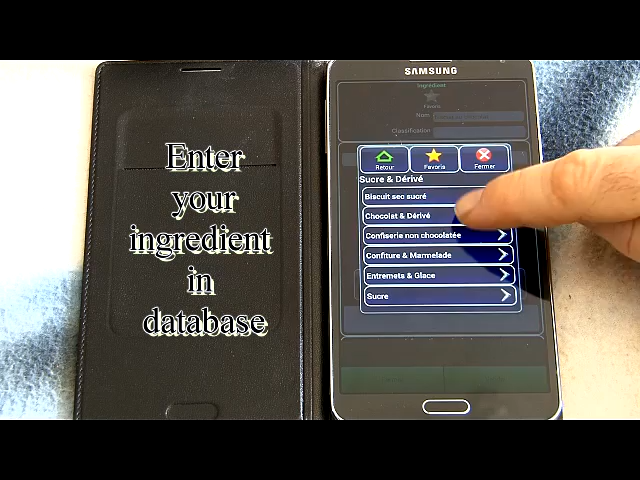 Enter
your
ingredient
in
database
SAMSUNG
Ingrédient
Favoris
Nom
Classification
Retour
Favoris
Fermer
Sucre & Dérivé
Biscuit sec sucré
Chocolat & Dérivé
Confiserie non chocolatée
Confiture & Marmelade
Entremets & Glace
Sucre